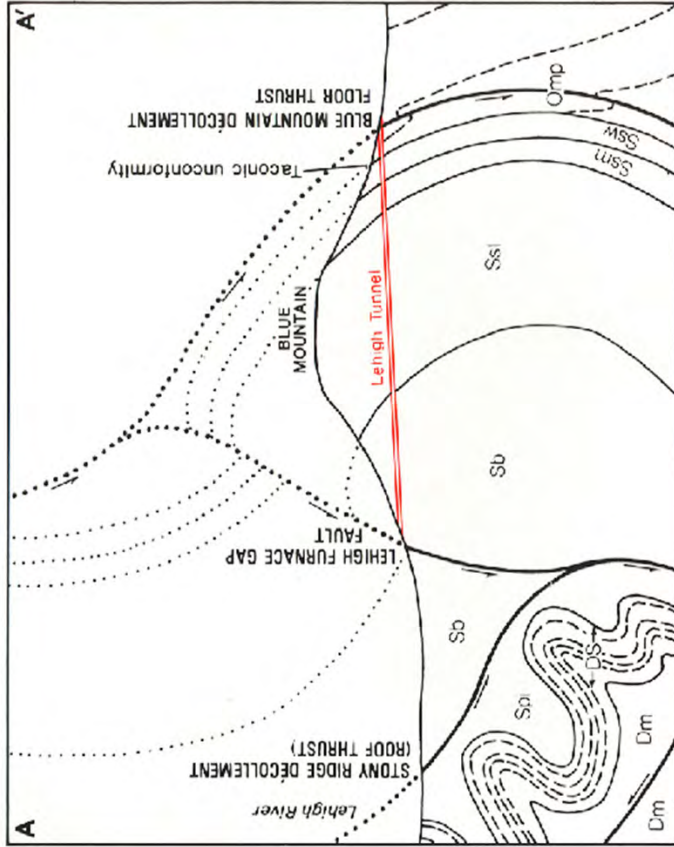 A
A'
BLUE MOUNTAIN DÉCOLLEMENT
FLOOR THRUST
Taconic unconformity
BLUE
MOUNTAIN
LEHIGH FURNACE GAP
FAULT
STONY RIDGE DÉCOLLEMENT
(ROOF THRUST)
Lehigh River
Lehigh Tunnel
Omp
Ssw
Ssm
Ssl
Sb
Sb
Spi
DS
Dm
Dm